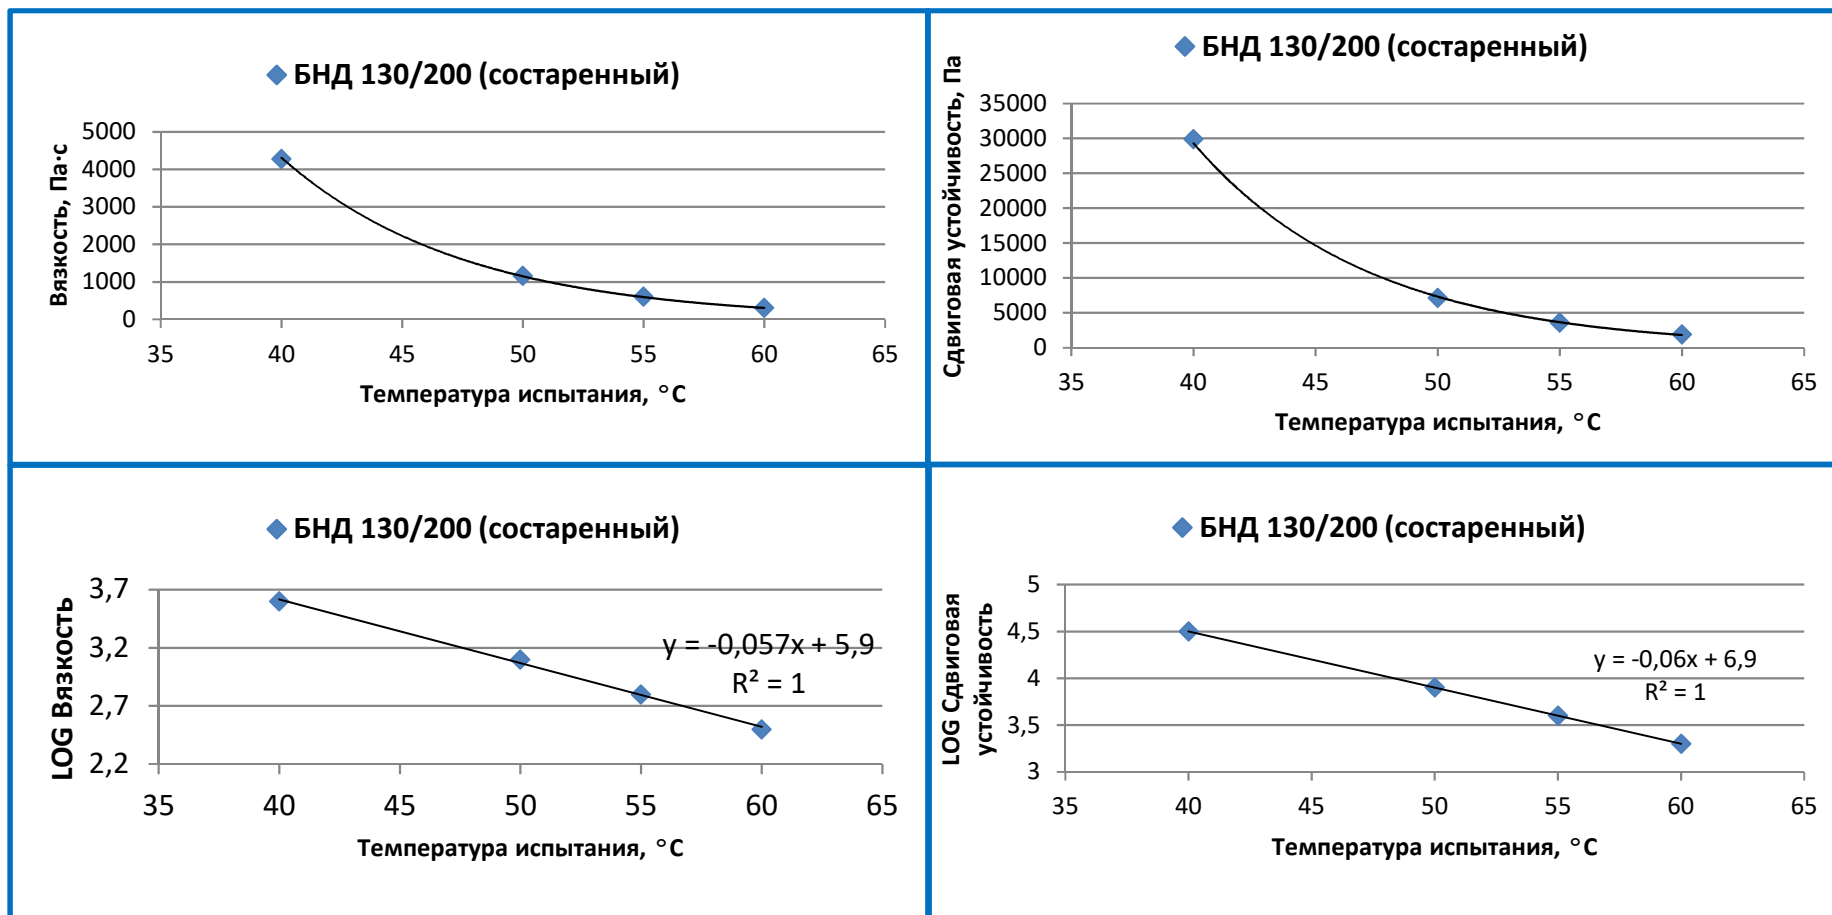 БНД 130/200 (состаренный)
Вязкость, Па·с
5000
4000
3000
2000
1000
0
35 40 45 50 55 60 65
Температура испытания, °С
БНД 130/200 (состаренный)
Сдвиговая устойчивость, Па
35000
30000
25000
20000
15000
10000
5000
0
35 40 45 50 55 60 65
Температура испытания, °С
БНД 130/200 (состаренный)
LOG Вязкость
3,7
3,2
2,7
2,2
y = -0,057x + 5,9
R² = 1
35 40 45 50 55 60 65
Температура испытания, °С
БНД 130/200 (состаренный)
LOG Сдвиговая
устойчивость
5
4,5
4
3,5
3
y = -0,06x + 6,9
R² = 1
35 40 45 50 55 60 65
Температура испытания, °С